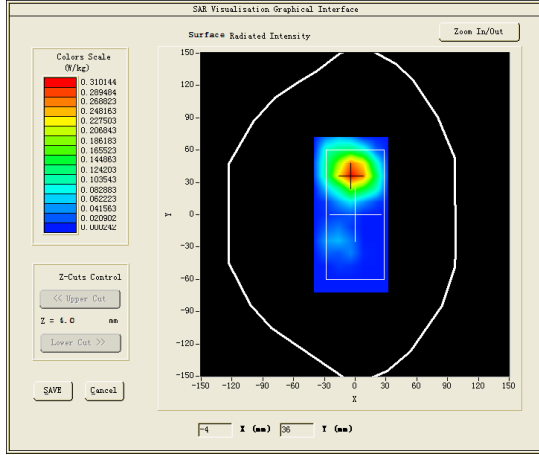 SAR Visualisation Graphical Interface
Surface Radiated Intensity
Zoom In/Out
Colors Scale
(W/kg)
0.310144
0.289484
0.268823
0.248163
0.227503
0.206843
0.186183
0.165523
0.144863
0.124203
0.103543
0.082883
0.062223
0.041563
0.020902
0.000242
Z-Cuts Control
<< Upper Cut
Z = 4.0 mm
Lower Cut >>
SAVE Cancel
150
120
90
60
30
0
-30
-60
-90
-120
-150
Y
-150 -120 -90 -60 -30 0 30 60 90 120 150
X
-4 X (mm) 36 Y (mm)